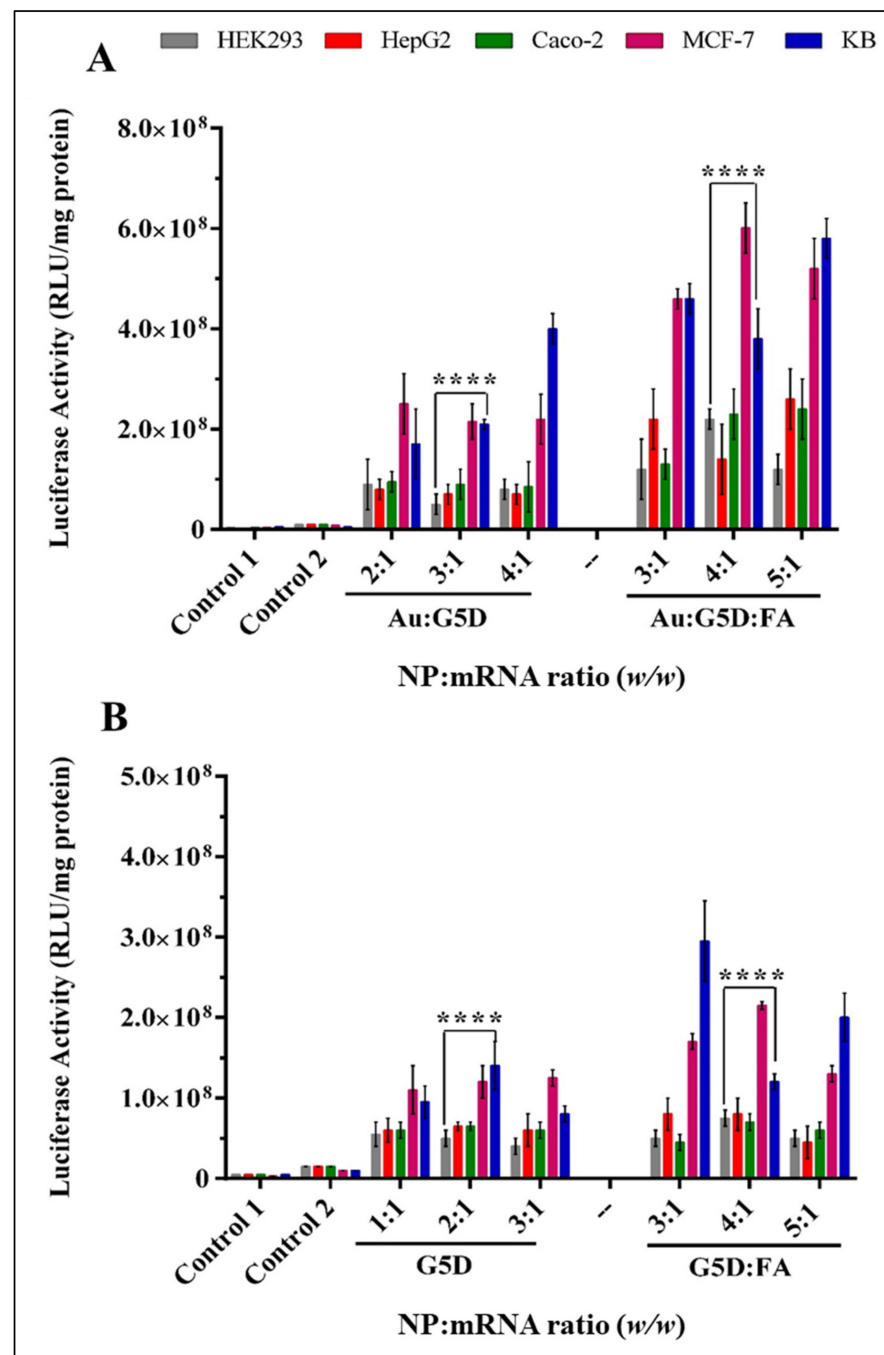 HEK293 HepG2 Caco-2 MCF-7 KB
A
Luciferase Activity (RLU/mg protein)
8.0×10⁸
6.0×10⁸
4.0×10⁸
2.0×10⁸
0
****
****
Control 1 Control 2 2:1 3:1 4:1 -- 3:1 4:1 5:1
Au:G5D Au:G5D:FA
NP:mRNA ratio (w/w)
B
Luciferase Activity (RLU/mg protein)
5.0×10⁸
4.0×10⁸
3.0×10⁸
2.0×10⁸
1.0×10⁸
0
****
****
Control 1 Control 2 1:1 2:1 3:1 -- 3:1 4:1 5:1
G5D G5D:FA
NP:mRNA ratio (w/w)